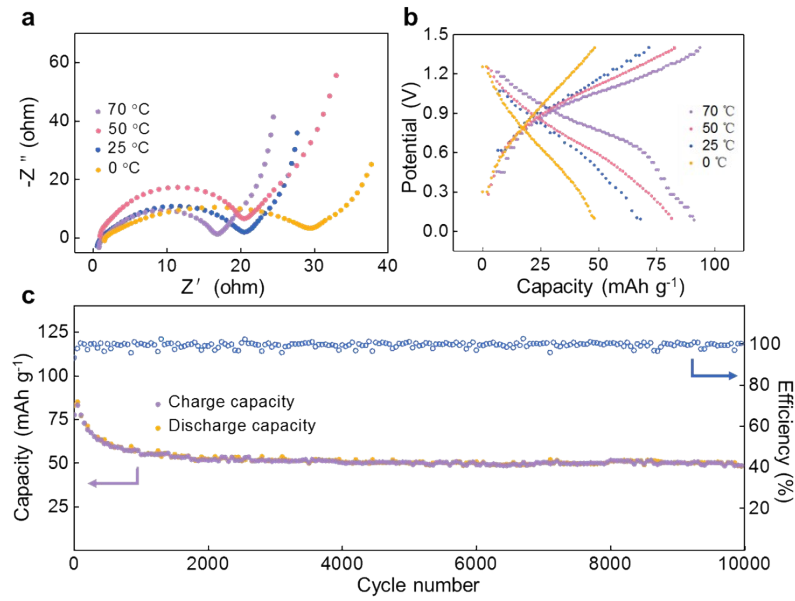 a
-Z" (ohm)
60
40
20
0
70 °C
50 °C
25 °C
0 °C
0
10
20
30
40
Z' (ohm)
b
Potential (V)
1.5
1.2
0.9
0.6
0.3
0.0
70 ℃
50 ℃
25 ℃
0 ℃
0
25
50
75
100
Capacity (mAh g⁻¹)
c
Capacity (mAh g⁻¹)
125
100
75
50
25
Charge capacity
Discharge capacity
100
80
60
40
20
Efficiency (%)
0
2000
4000
6000
8000
10000
Cycle number